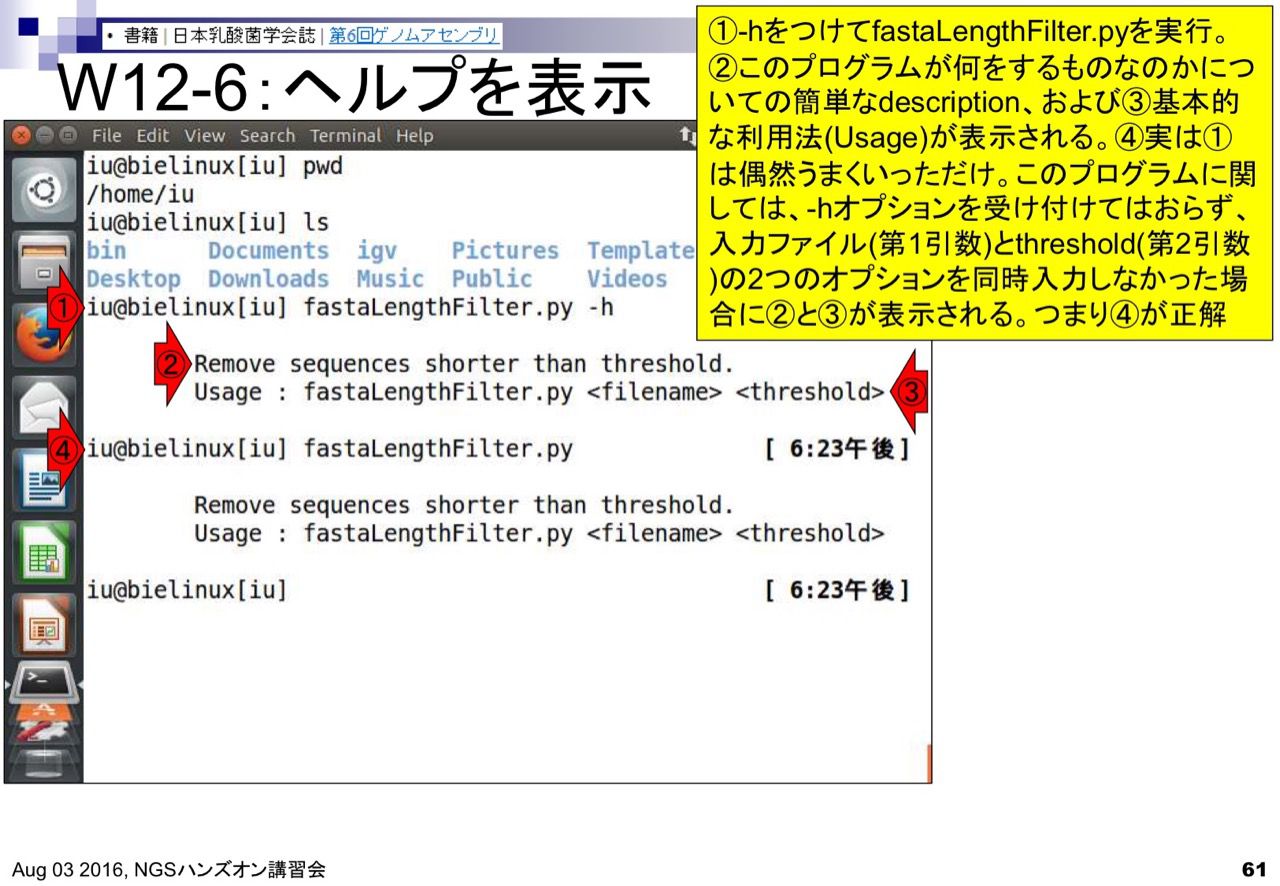 • 書籍 | 日本乳酸菌学会誌 | 第6回ゲノムアセンブリ
W12-6：ヘルプを表示
①-hをつけてfastaLengthFilter.pyを実行。
②このプログラムが何をするものなのかにつ
いての簡単なdescription、および③基本的
な利用法(Usage)が表示される。④実は①
は偶然うまくいっただけ。このプログラムに関
しては、-hオプションを受け付けてはおらず、
入力ファイル(第1引数)とthreshold(第2引数
)の2つのオプションを同時入力しなかった場
合に②と③が表示される。つまり④が正解
File Edit View Search Terminal Help
iu@bielinux[iu] pwd
/home/iu
iu@bielinux[iu] ls
bin Documents igv Pictures Template
Desktop Downloads Music Public Videos
① iu@bielinux[iu] fastaLengthFilter.py -h
② Remove sequences shorter than threshold.
Usage : fastaLengthFilter.py <filename> <threshold> ③
④ iu@bielinux[iu] fastaLengthFilter.py [ 6:23午後]
Remove sequences shorter than threshold.
Usage : fastaLengthFilter.py <filename> <threshold>
iu@bielinux[iu] [ 6:23午後]
Aug 03 2016, NGSハンズオン講習会
61